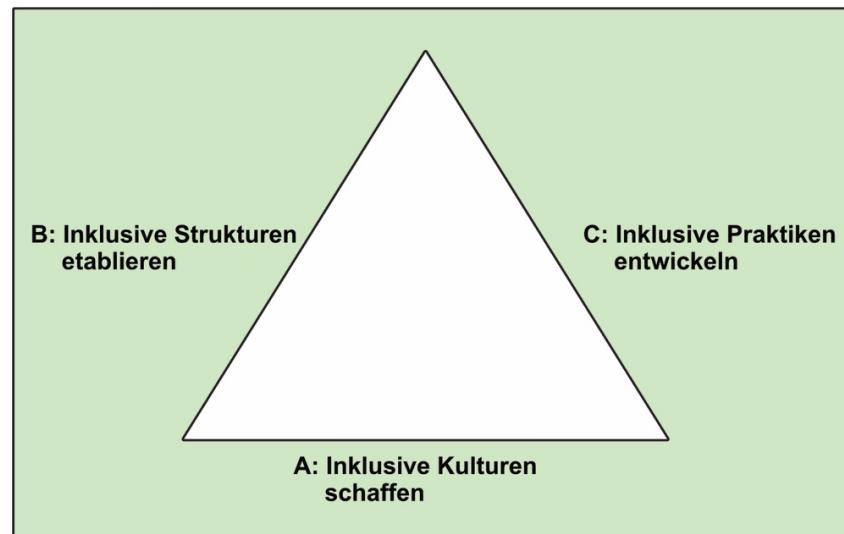 B: Inklusive Strukturen
etablieren
C: Inklusive Praktiken
entwickeln
A: Inklusive Kulturen
schaffen